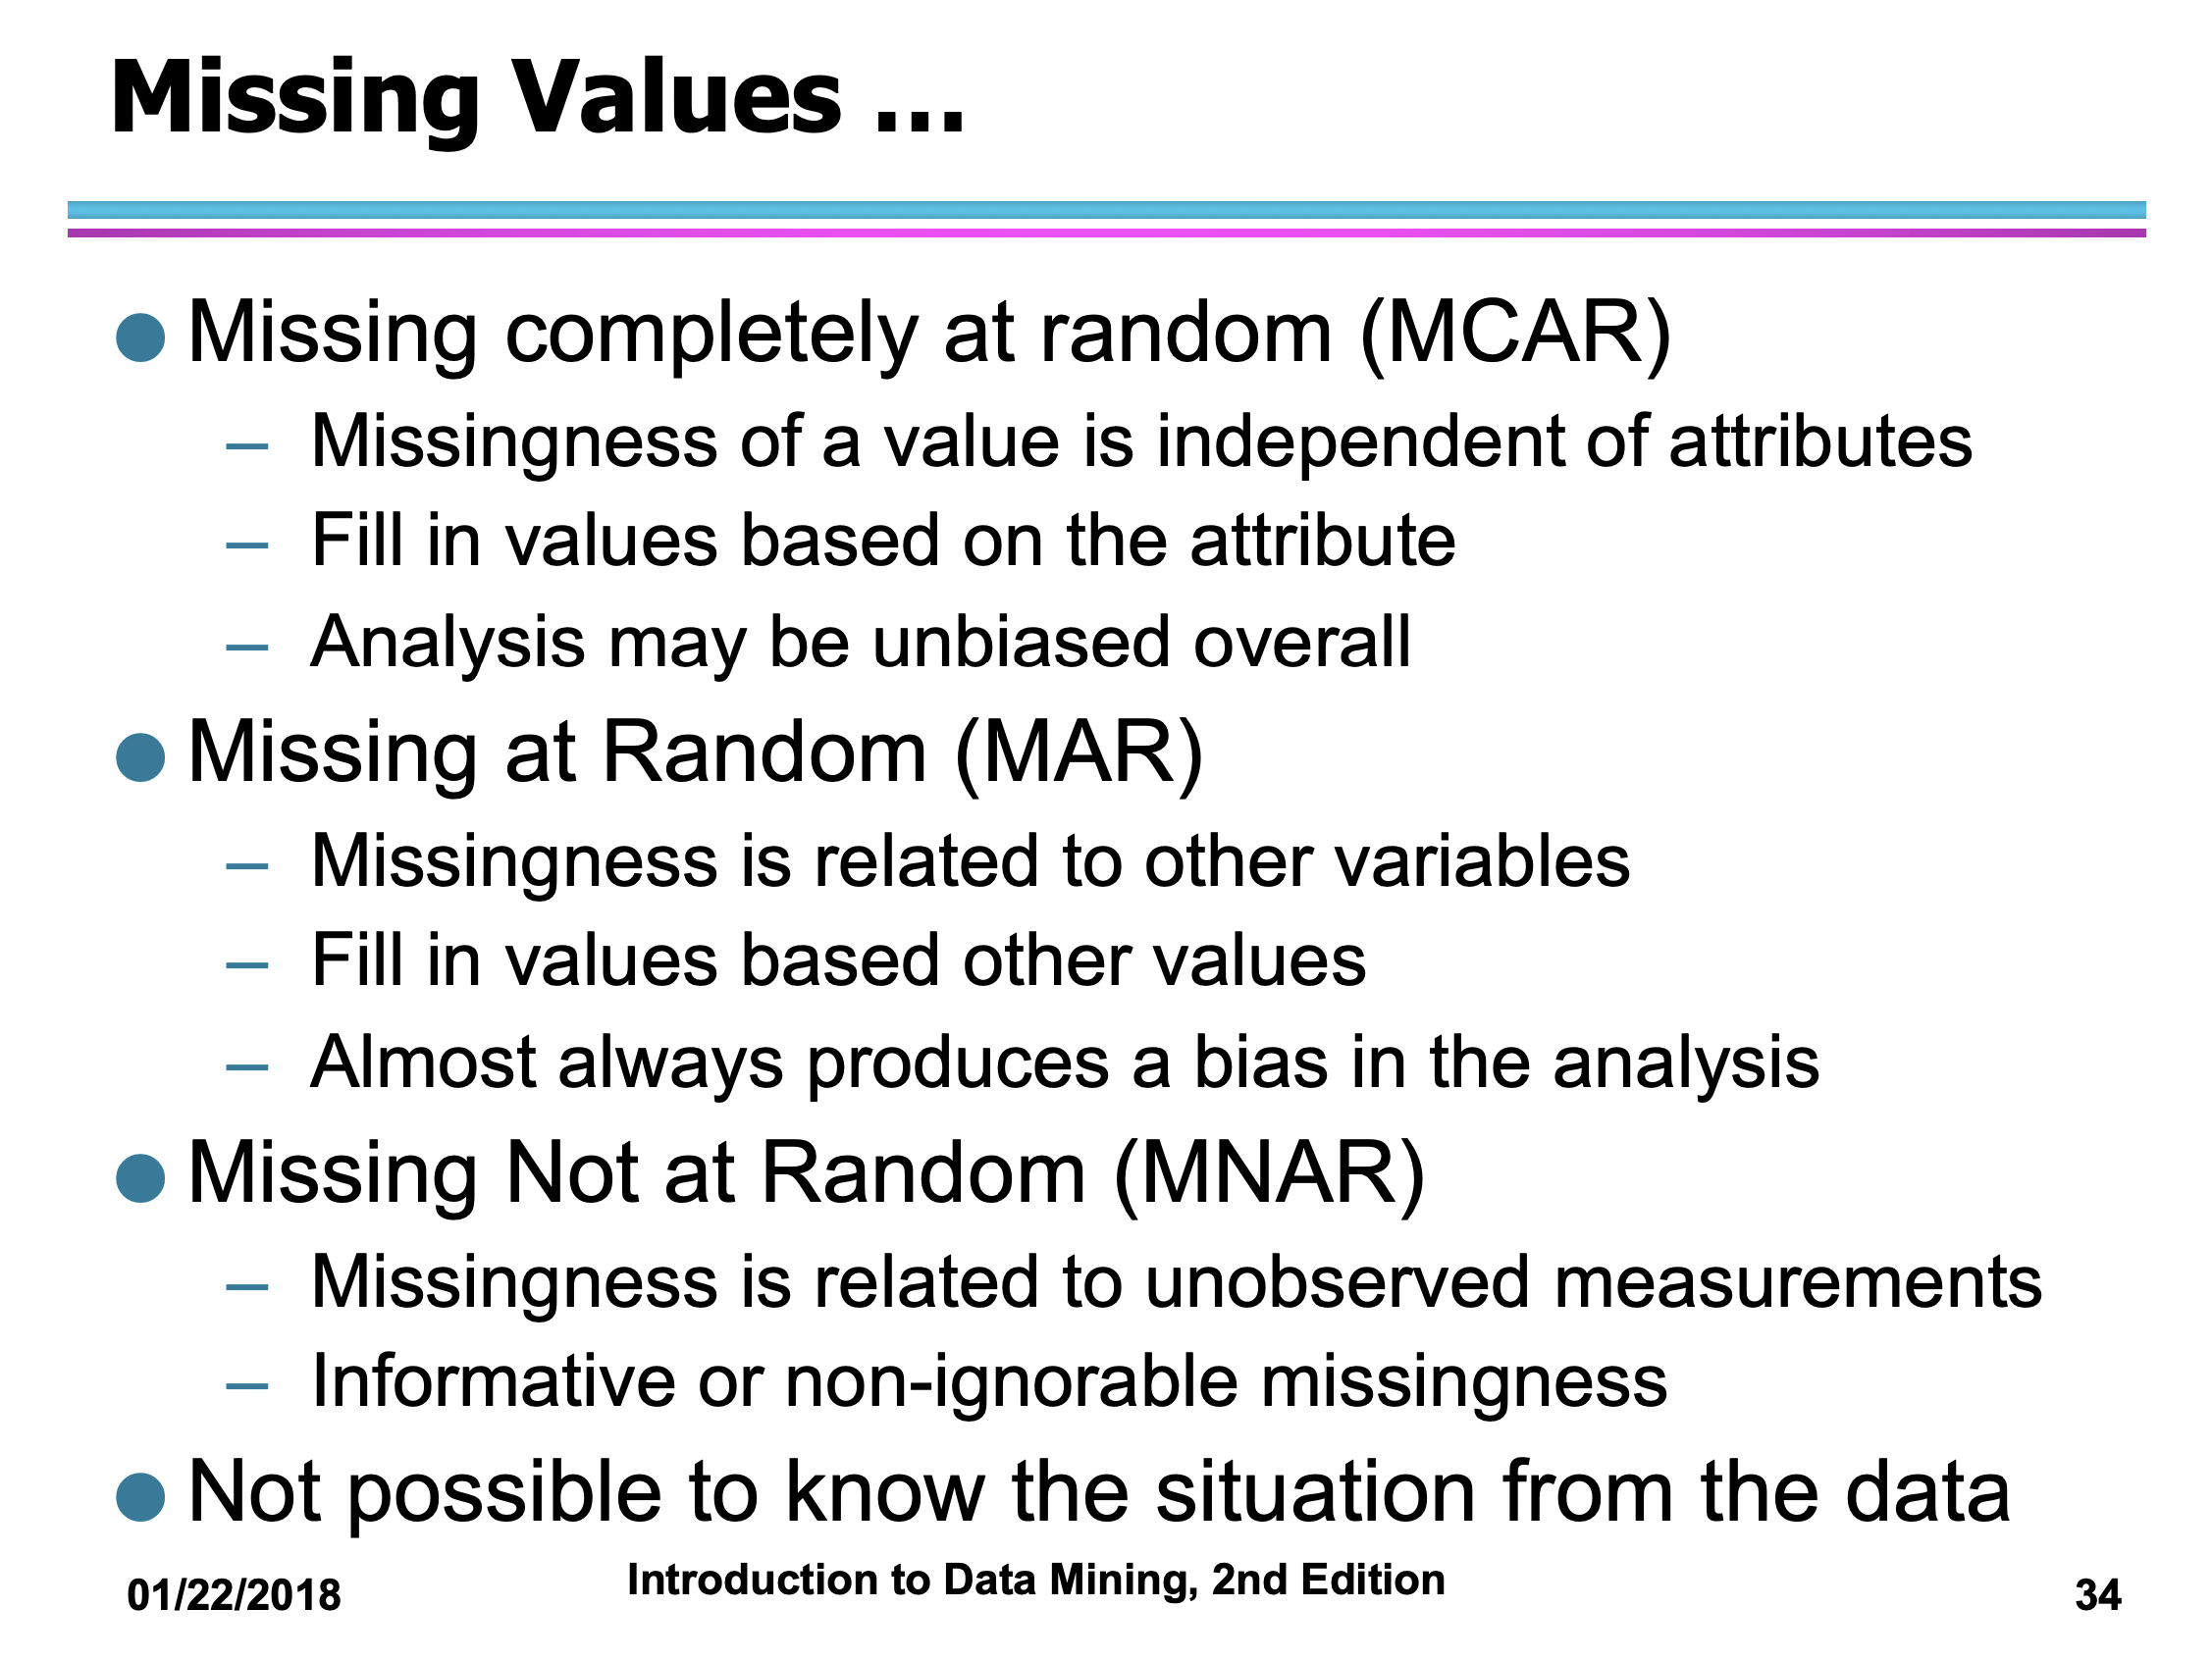 Missing Values ...
Missing completely at random (MCAR)
– Missingness of a value is independent of attributes
– Fill in values based on the attribute
– Analysis may be unbiased overall
Missing at Random (MAR)
– Missingness is related to other variables
– Fill in values based other values
– Almost always produces a bias in the analysis
Missing Not at Random (MNAR)
– Missingness is related to unobserved measurements
– Informative or non-ignorable missingness
Not possible to know the situation from the data
01/22/2018
Introduction to Data Mining, 2nd Edition
34